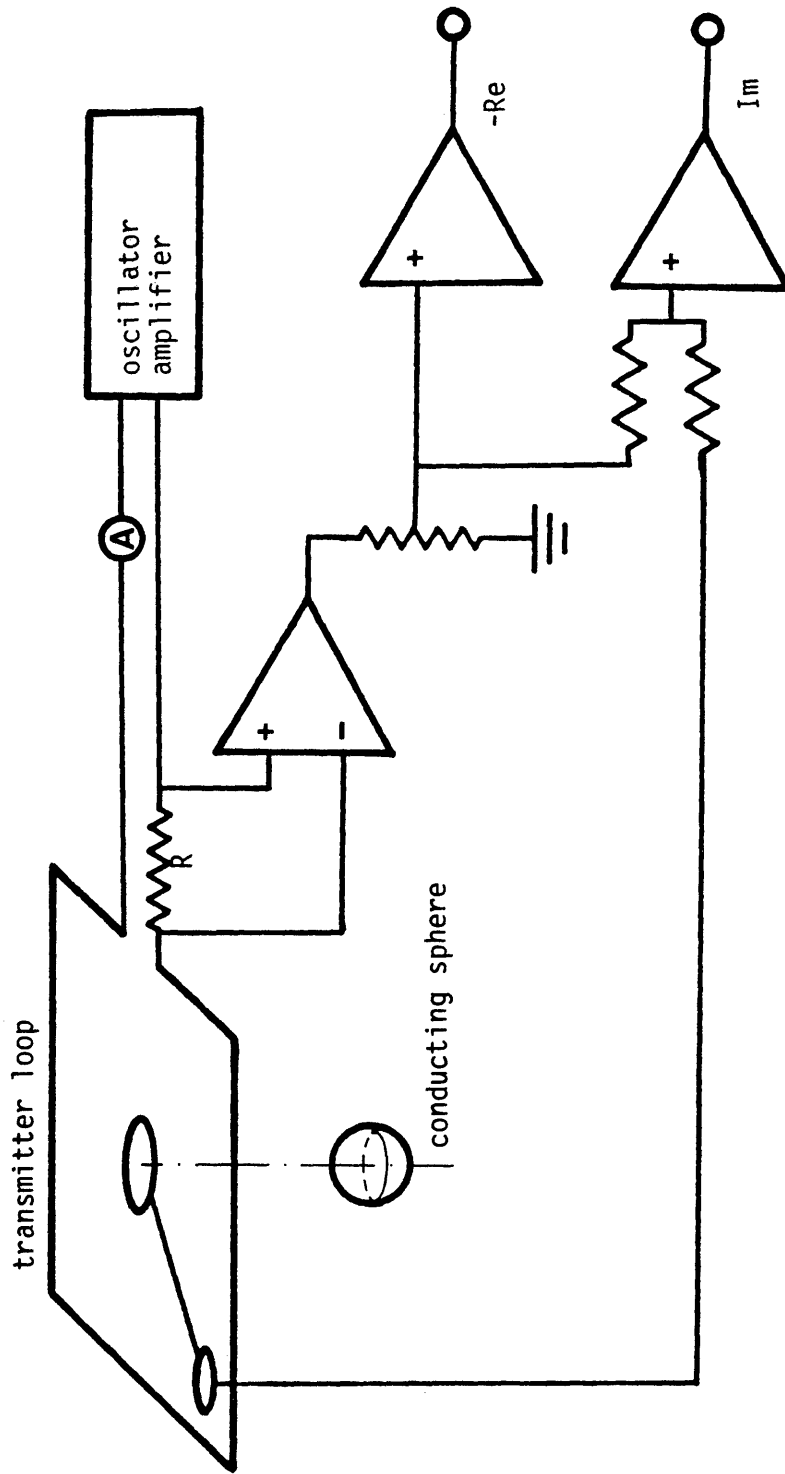 transmitter loop
conducting sphere
R
A
oscillator
amplifier
+
-
+
-Re
+
Im